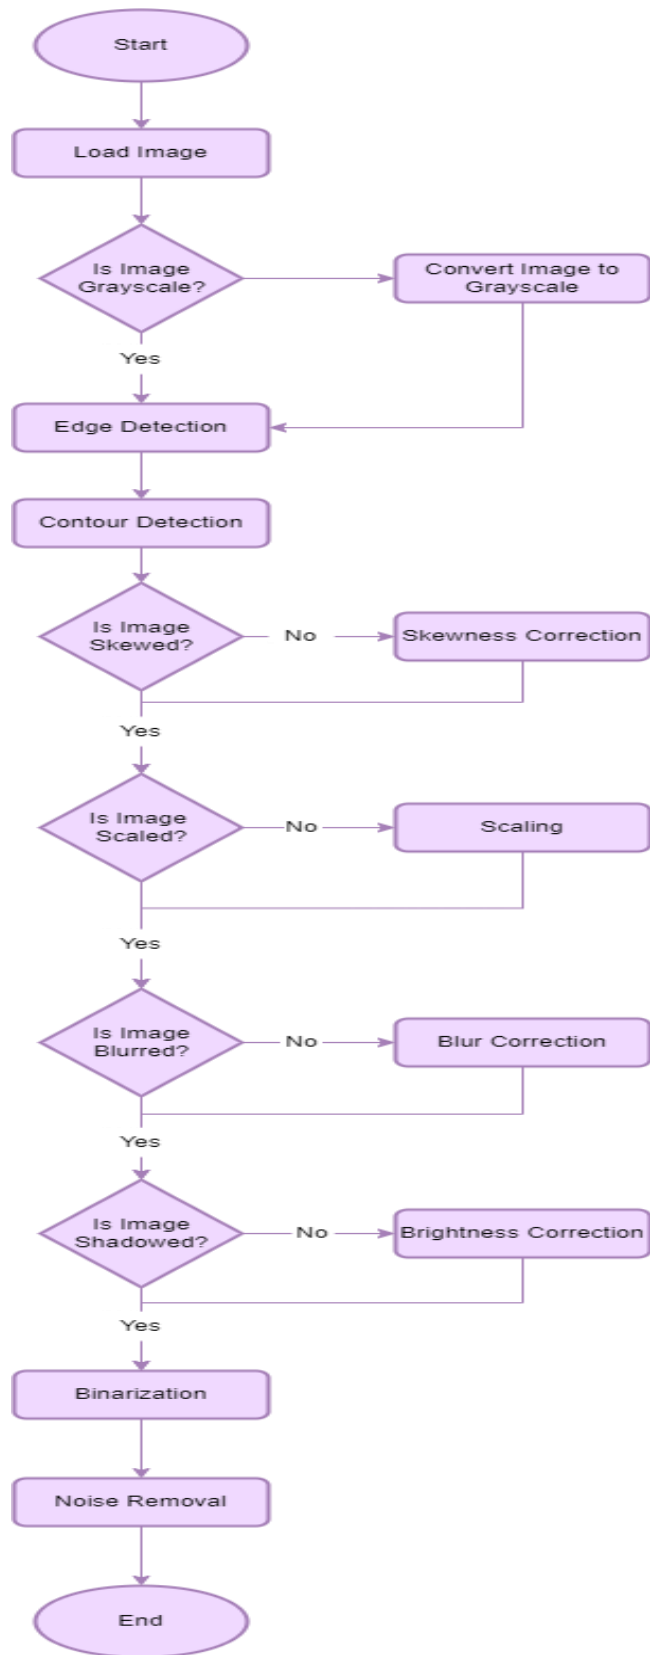 Start
Load Image
Is Image
Grayscale?
Convert Image to
Grayscale
Yes
Edge Detection
Contour Detection
Is Image
Skewed?
No
Skewness Correction
Yes
Is Image
Scaled?
No
Scaling
Yes
Is Image
Blurred?
No
Blur Correction
Yes
Is Image
Shadowed?
No
Brightness Correction
Yes
Binarization
Noise Removal
End